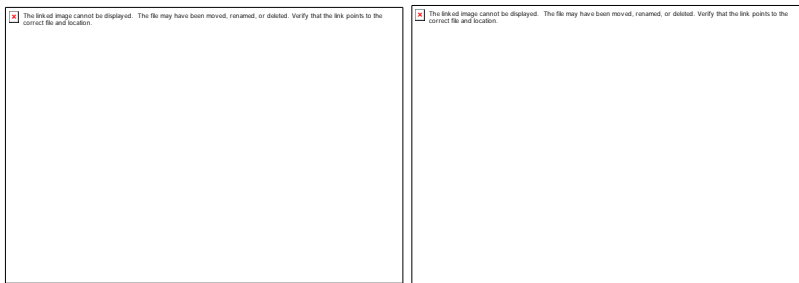 The linked image cannot be displayed. The file may have been moved, renamed, or deleted. Verify that the link points to the
correct file and location.
The linked image cannot be displayed. The file may have been moved, renamed, or deleted. Verify that the link points to the
correct file and location.